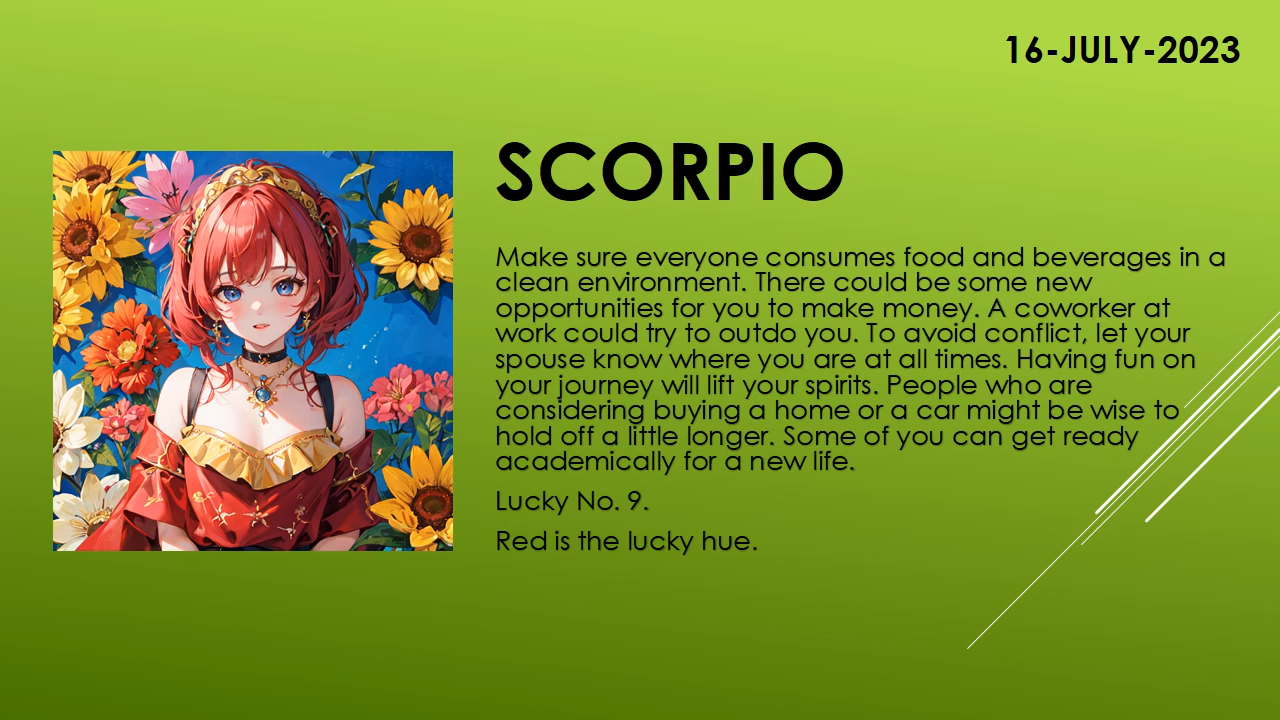 16-JULY-2023
SCORPIO
Make sure everyone consumes food and beverages in a
clean environment. There could be some new
opportunities for you to make money. A coworker at
work could try to outdo you. To avoid conflict, let your
spouse know where you are at all times. Having fun on
your journey will lift your spirits. People who are
considering buying a home or a car might be wise to
hold off a little longer. Some of you can get ready
academically for a new life.
Lucky No. 9.
Red is the lucky hue.